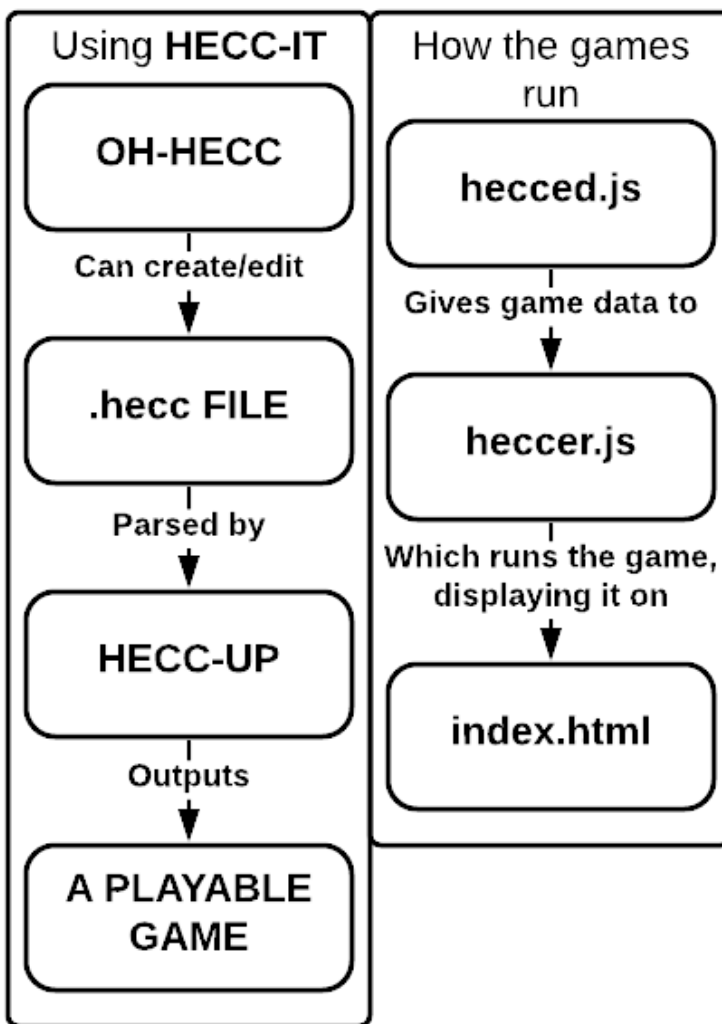 Using HECC-IT
OH-HECC
Can create/edit
.hecc FILE
Parsed by
HECC-UP
Outputs
A PLAYABLE
GAME
How the games
run
hecced.js
Gives game data to
heccer.js
Which runs the game,
displaying it on
index.html